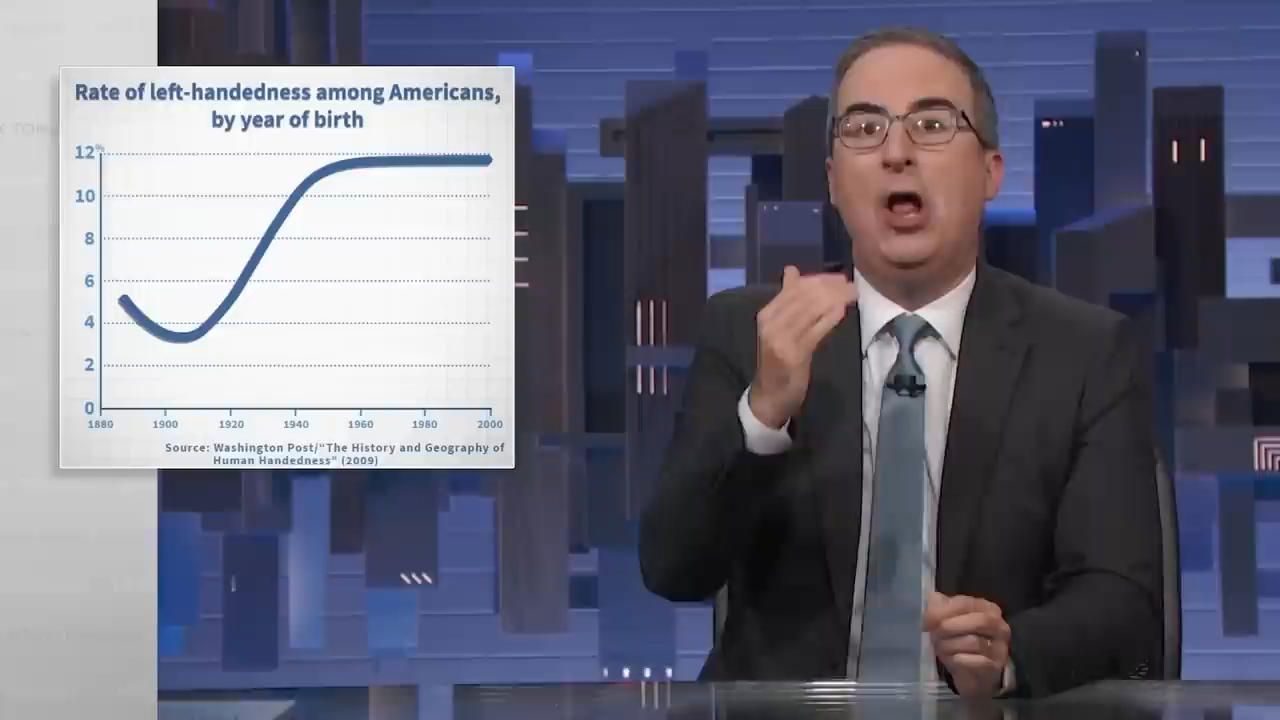 Rate of left-handedness among Americans,
by year of birth
12%
10
8
6
4
2
0
1880 1900 1920 1940 1960 1980 2000
Source: Washington Post/"The History and Geography of
Human Handedness" (2009)